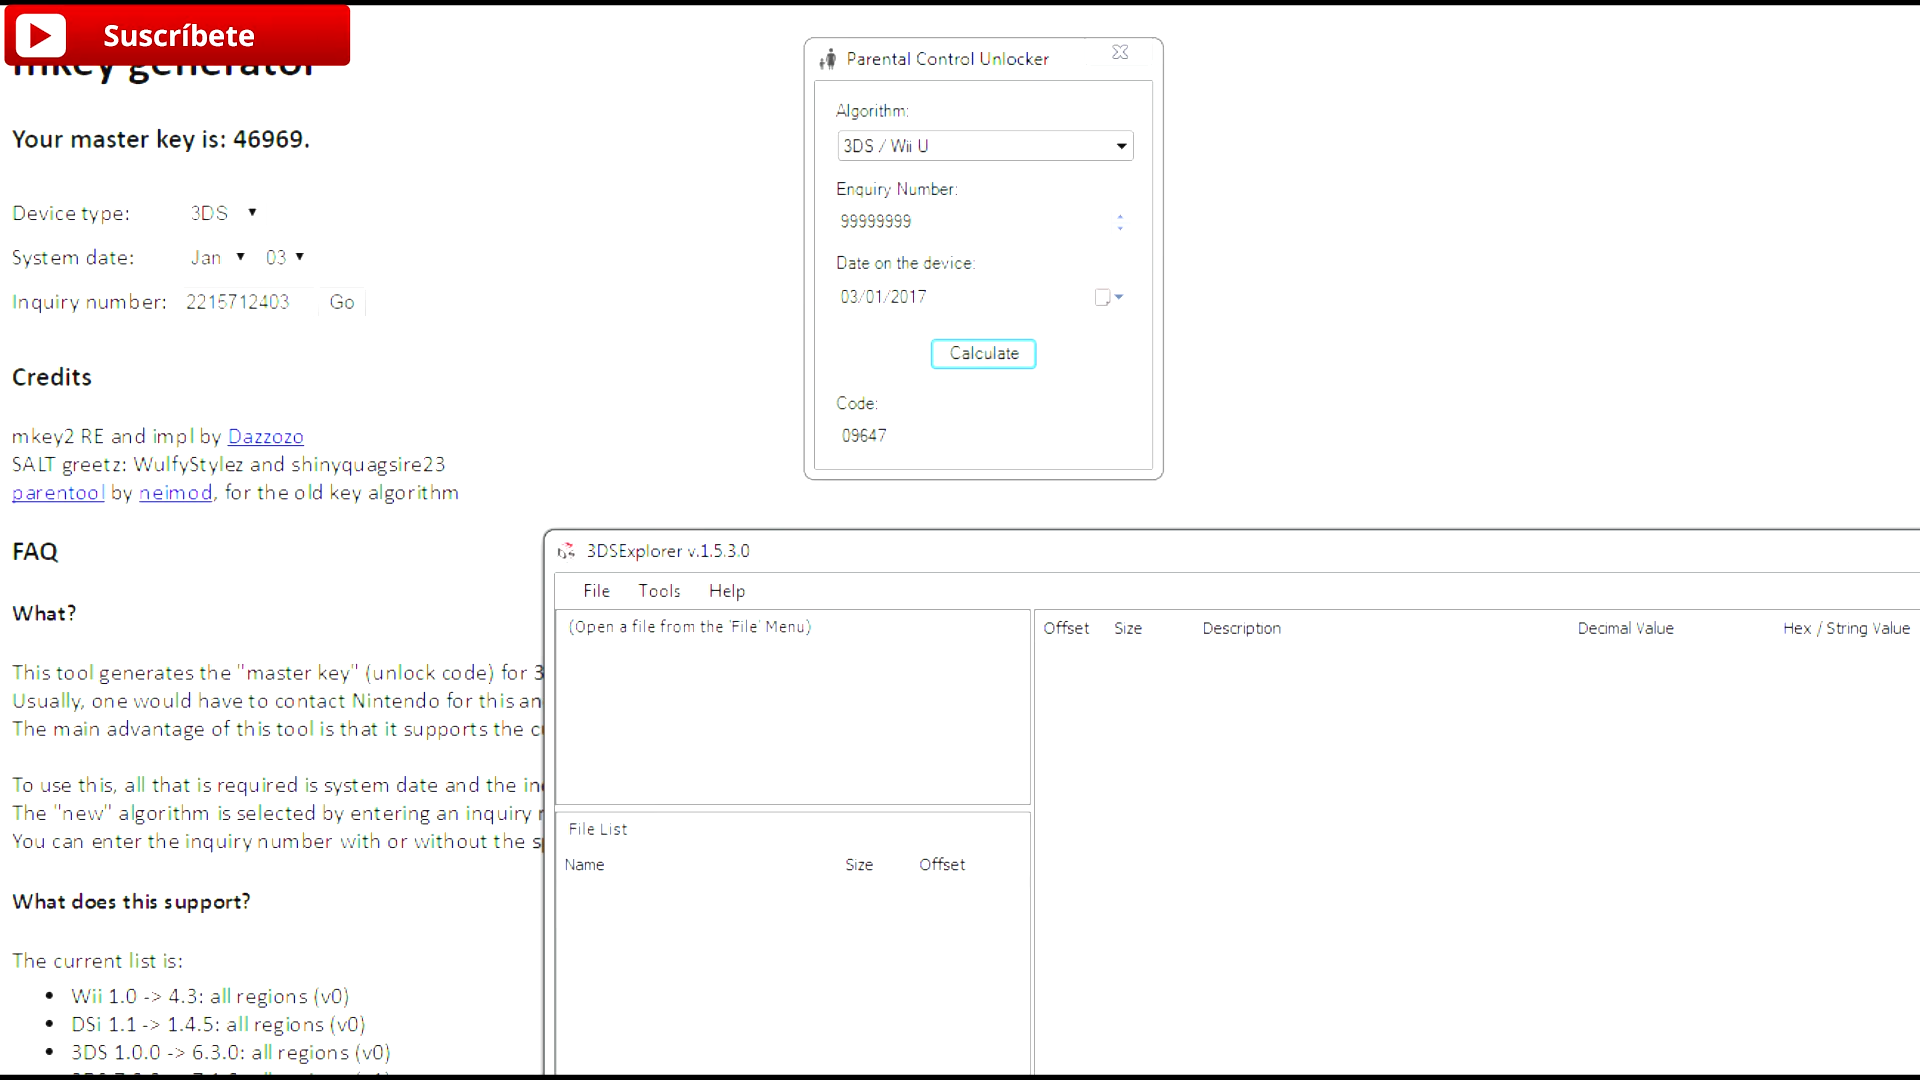 Suscríbete
mkey generator
Your master key is: 46969.
Device type: 3DS
System date: Jan 03
Inquiry number: 2215712403 Go
Credits
mkey2 RE and impl by Dazzozo
SALT greetz: WulfyStylez and shinyquagsire23
parentool by neimod, for the old key algorithm
FAQ
What?
This tool generates the "master key" (unlock code) for 3
Usually, one would have to contact Nintendo for this an
The main advantage of this tool is that it supports the
To use this, all that is required is system date and the
The "new" algorithm is selected by entering an inquiry
You can enter the inquiry number with or without the
What does this support?
The current list is:
• Wii 1.0 -> 4.3: all regions (v0)
• DSi 1.1 -> 1.4.5: all regions (v0)
• 3DS 1.0.0 -> 6.3.0: all regions (v0)
Parental Control Unlocker
Algorithm:
3DS / Wii U
Enquiry Number:
99999999
Date on the device:
03/01/2017
Calculate
Code:
09647
3DSExplorer v.1.5.3.0
File Tools Help
(Open a file from the 'File' Menu)
Offset Size Description Decimal Value Hex / String Value
File List
Name Size Offset